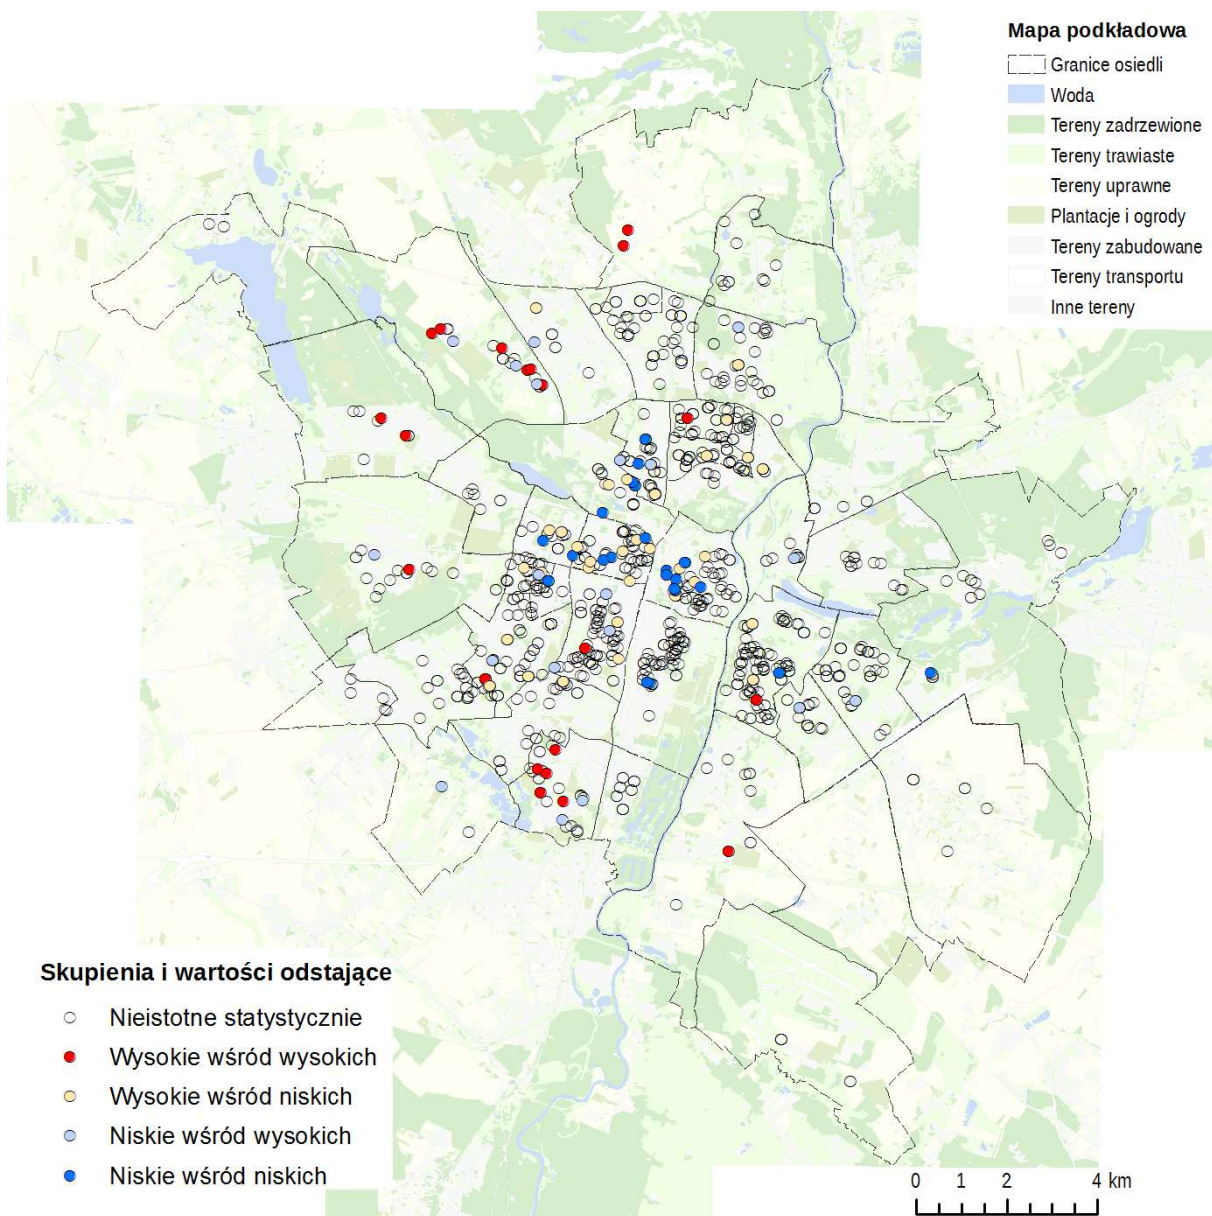 Mapa podkładowa
Granice osiedli
Woda
Tereny zadrzewione
Tereny trawiaste
Tereny uprawne
Plantacje i ogrody
Tereny zabudowane
Tereny transportu
Inne tereny
Skupienia i wartości odstające
Nieistotne statystycznie
Wysokie wśród wysokich
Wysokie wśród niskich
Niskie wśród wysokich
Niskie wśród niskich
0 1 2 4 km